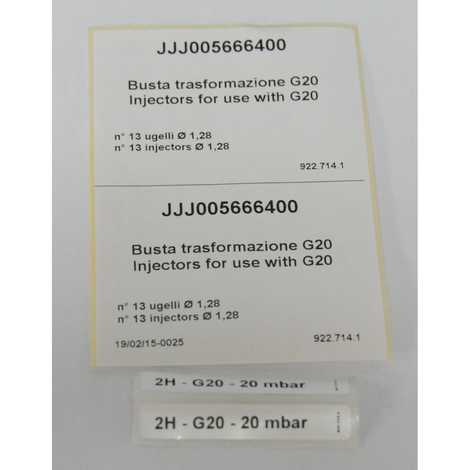 JJJ005666400
Busta trasformazione G20
Injectors for use with G20
n° 13 ugelli Ø 1,28
n° 13 injectors Ø 1,28
922.714.1
JJJ005666400
Busta trasformazione G20
Injectors for use with G20
n° 13 ugelli Ø 1,28
n° 13 injectors Ø 1,28
19/02/15-0025 922.714.1
2H - G20 - 20 mbar
2H - G20 - 20 mbar